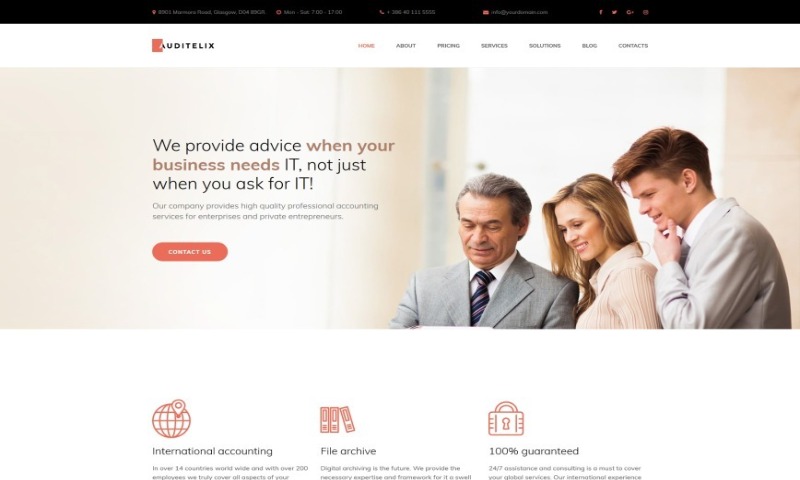 8901 Marmora Road, Glasgow, D04 89GR
Mon - Sat: 7:00 - 17:00
info@yourdomain.com
AUDITELIX
HOME ABOUT PRICING SERVICES SOLUTIONS BLOG CONTACTS
We provide advice when your
business needs IT, not just
when you ask for IT!
Our company provides high quality professional accounting
services for enterprises and private entrepreneurs.
CONTACT US
International accounting
File archive
100% guaranteed
In over 14 countries world wide and with over 200
employees we truly cover all aspects of your
Digital archiving is the future. We provide the
necessary expertise and framework for it a swell
24/7 assistance and consulting is a must to cover
your global services. Our international experience